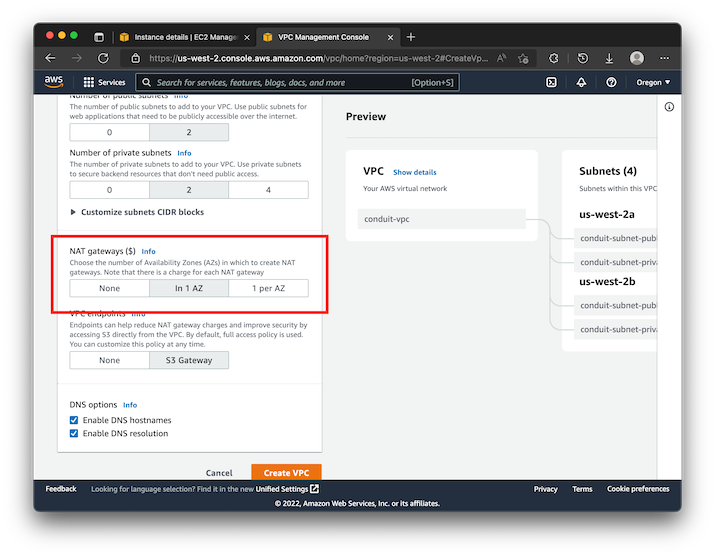 Instance details | EC2 Manage
VPC Management Console
https://us-west-2.console.aws.amazon.com/vpc/home?region=us-west-2#CreateVp...
aws
Services
Search for services, features, blogs, docs, and more
[Option+S]
Oregon
Number of public subnets Info
The number of public subnets to add to your VPC. Use public subnets for
web applications that need to be publicly accessible over the internet.
0
2
Number of private subnets Info
The number of private subnets to add to your VPC. Use private subnets
to secure backend resources that don't need public access.
0
2
4
Customize subnets CIDR blocks
NAT gateways ($) Info
Choose the number of Availability Zones (AZs) in which to create NAT
gateways. Note that there is a charge for each NAT gateway
None
In 1 AZ
1 per AZ
VPC endpoints Info
Endpoints can help reduce NAT gateway charges and improve security by
accessing S3 directly from the VPC. By default, full access policy is used.
You can customize this policy at any time.
None
S3 Gateway
DNS options Info
Enable DNS hostnames
Enable DNS resolution
Cancel
Create VPC
Preview
VPC Show details
Your AWS virtual network
conduit-vpc
Subnets (4)
Subnets within this VPC
us-west-2a
conduit-subnet-publ
conduit-subnet-priva
us-west-2b
conduit-subnet-publ
conduit-subnet-priva
Feedback
Looking for language selection? Find it in the new Unified Settings
Privacy
Terms
Cookie preferences
© 2022, Amazon Web Services, Inc. or its affiliates.